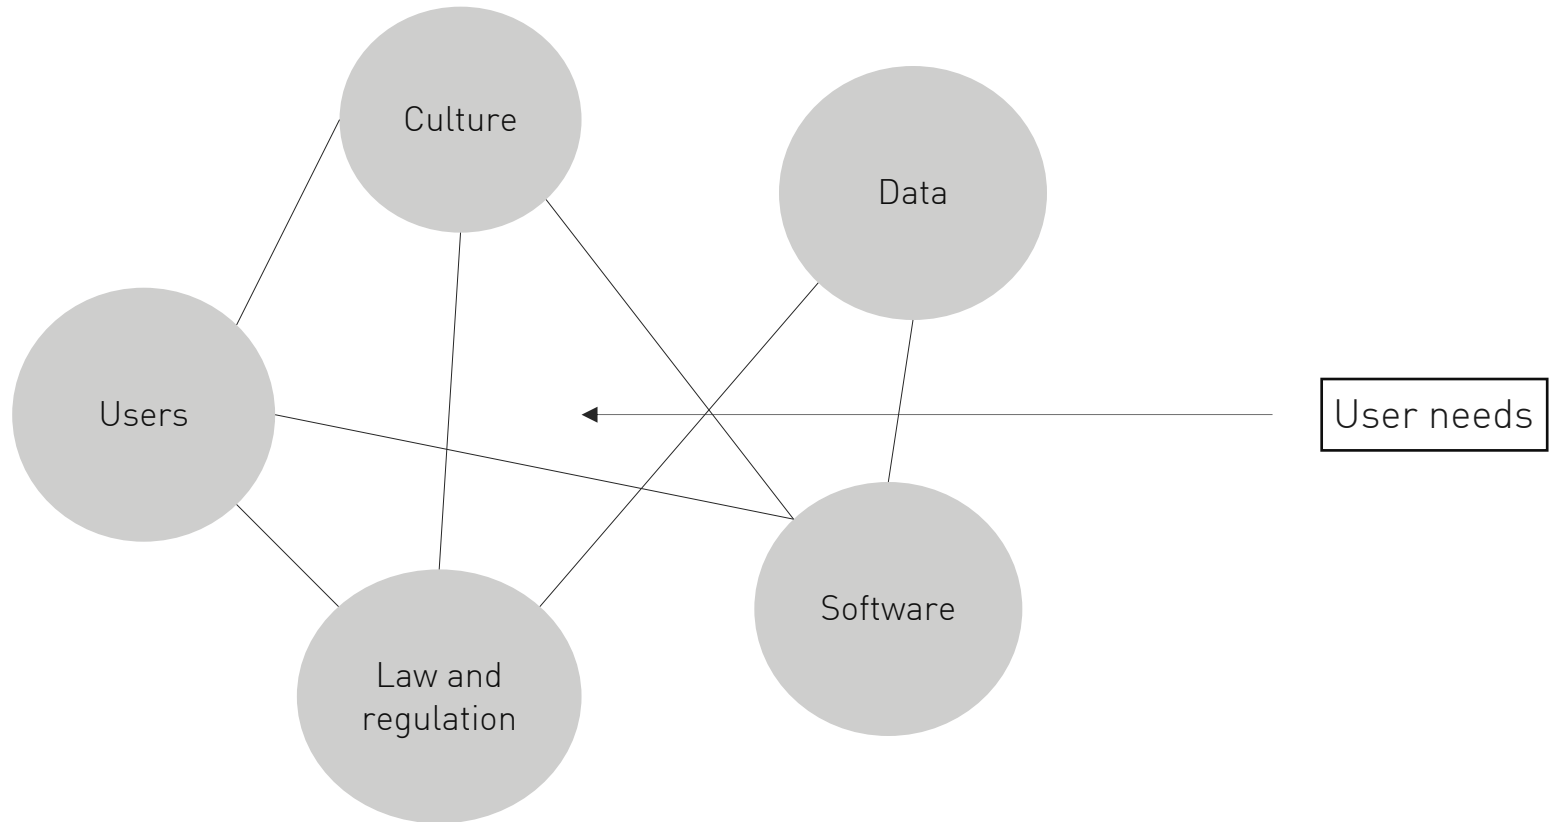 Culture
Data
Users
User needs
Software
Law and
regulation